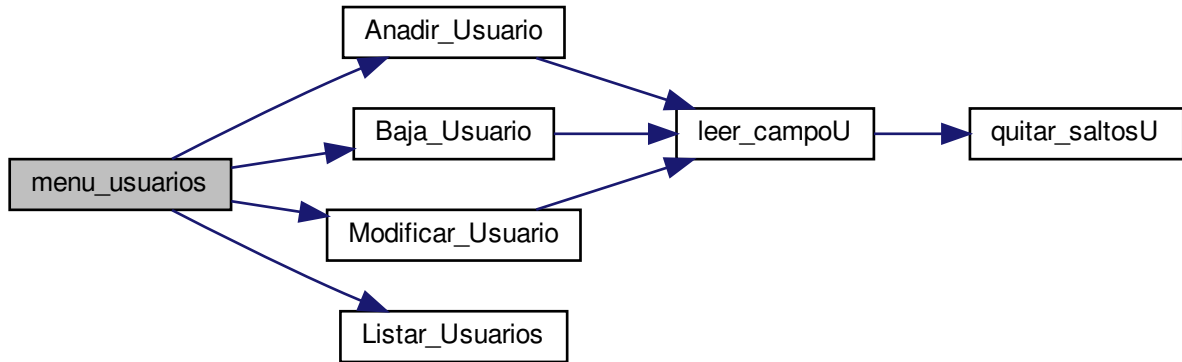 Anadir_Usuario
Baja_Usuario
leer_campoU
quitar_saltosU
menu_usuarios
Modificar_Usuario
Listar_Usuarios